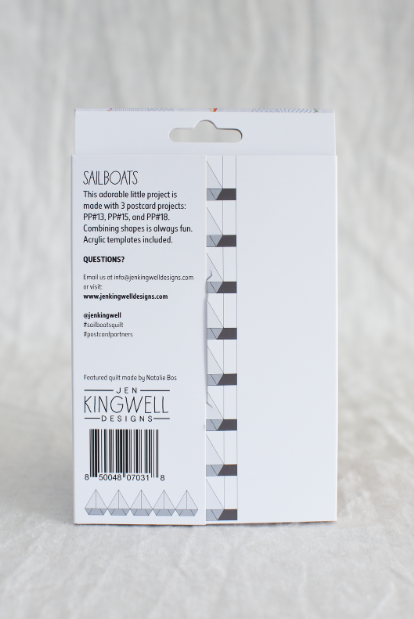 SAILBOATS
This adorable little project is
made with 3 postcard projects:
PP#13, PP#15, and PP#18.
Combining shapes is always fun.
Acrylic templates included.
QUESTIONS?
Email us at info@jenkingwelldesigns.com
or visit:
www.jenkingwelldesigns.com
@jenkingwell
#sailboatsquilt
#postcardpartners
Featured quilt made by Natalie Bos
JEN
KINGWELL
DESIGNS
8 50048 07031 8